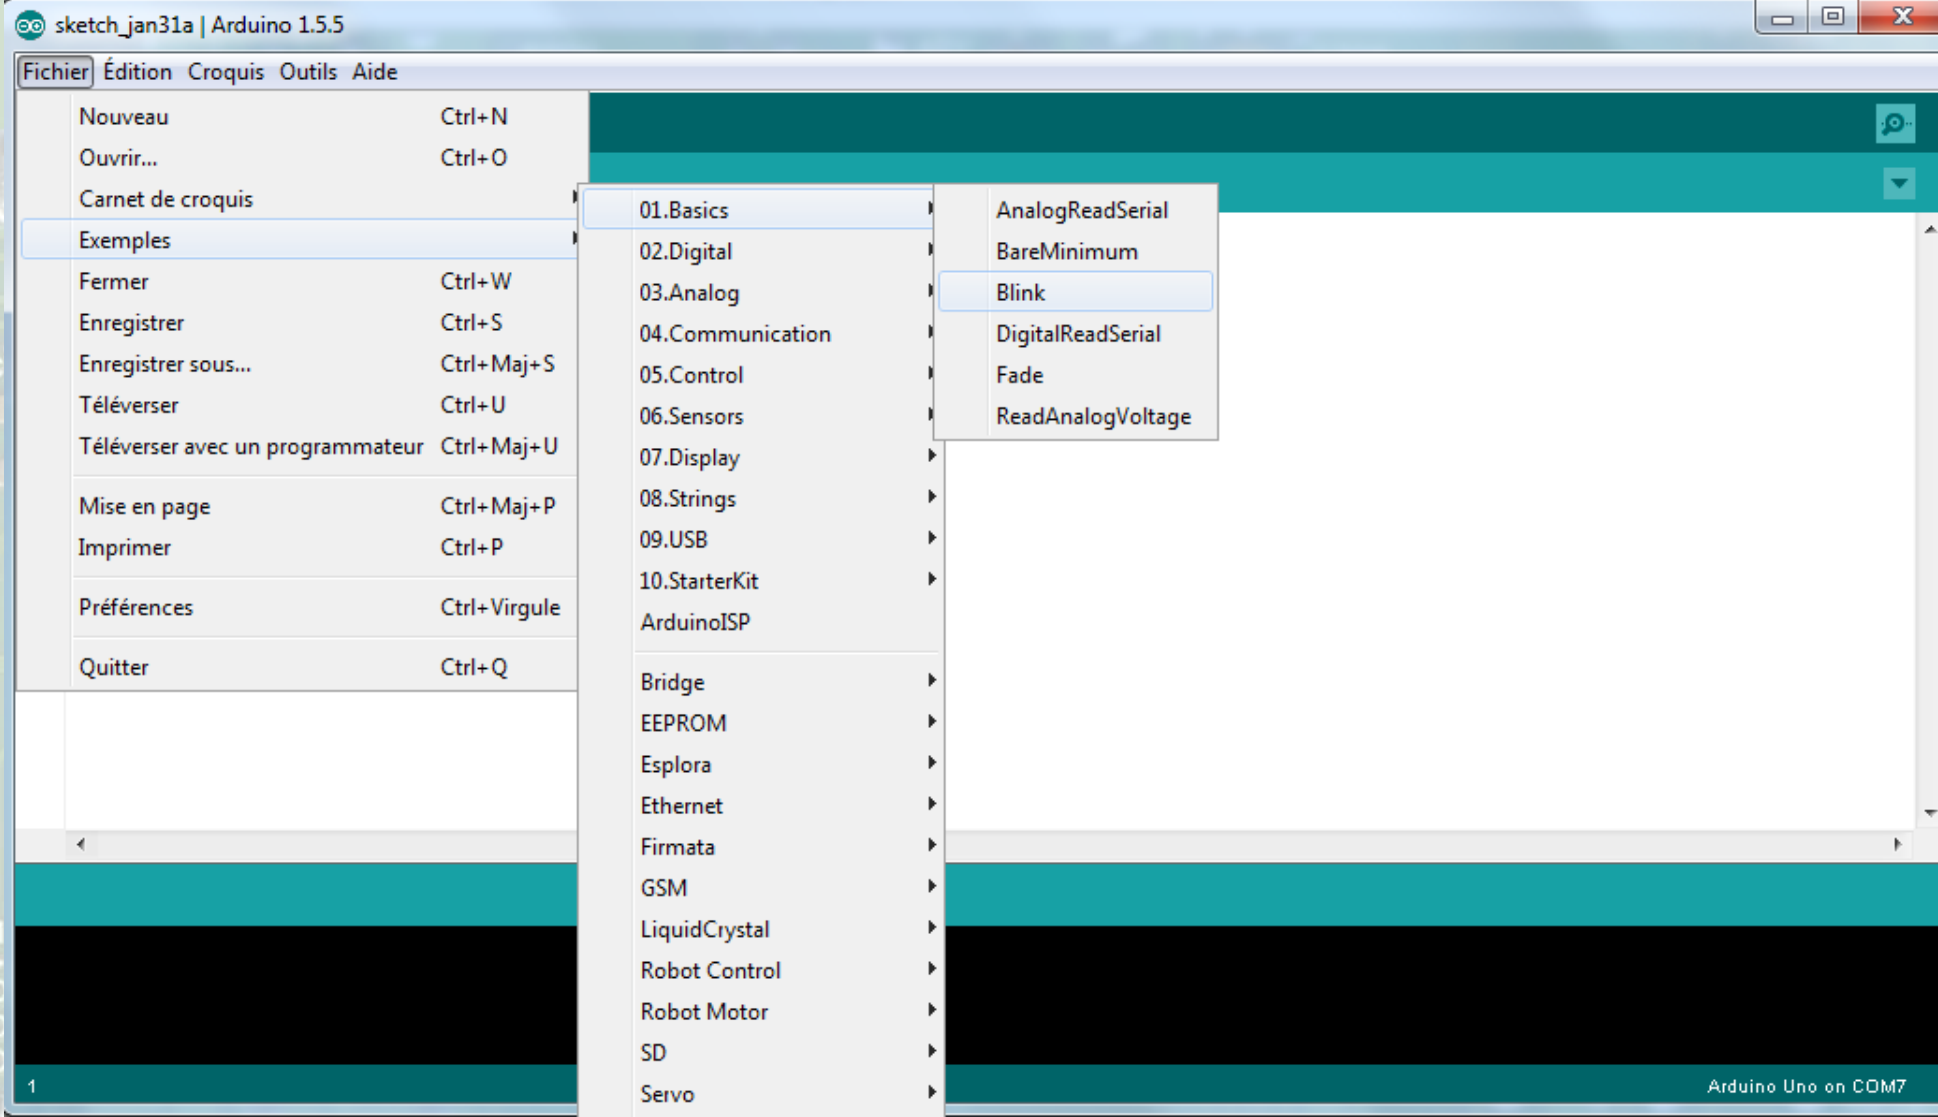 sketch_jan31a | Arduino 1.5.5
Fichier Édition Croquis Outils Aide
Nouveau Ctrl+N
Ouvrir... Ctrl+O
Carnet de croquis
Exemples
Fermer Ctrl+W
Enregistrer Ctrl+S
Enregistrer sous... Ctrl+Maj+S
Téléverser Ctrl+U
Téléverser avec un programmateur Ctrl+Maj+U
Mise en page Ctrl+Maj+P
Imprimer Ctrl+P
Préférences Ctrl+Virgule
Quitter Ctrl+Q
01.Basics
02.Digital
03.Analog
04.Communication
05.Control
06.Sensors
07.Display
08.Strings
09.USB
10.StarterKit
ArduinoISP
Bridge
EEPROM
Esplora
Ethernet
Firmata
GSM
LiquidCrystal
Robot Control
Robot Motor
SD
Servo
AnalogReadSerial
BareMinimum
Blink
DigitalReadSerial
Fade
ReadAnalogVoltage
1
Arduino Uno on COM7